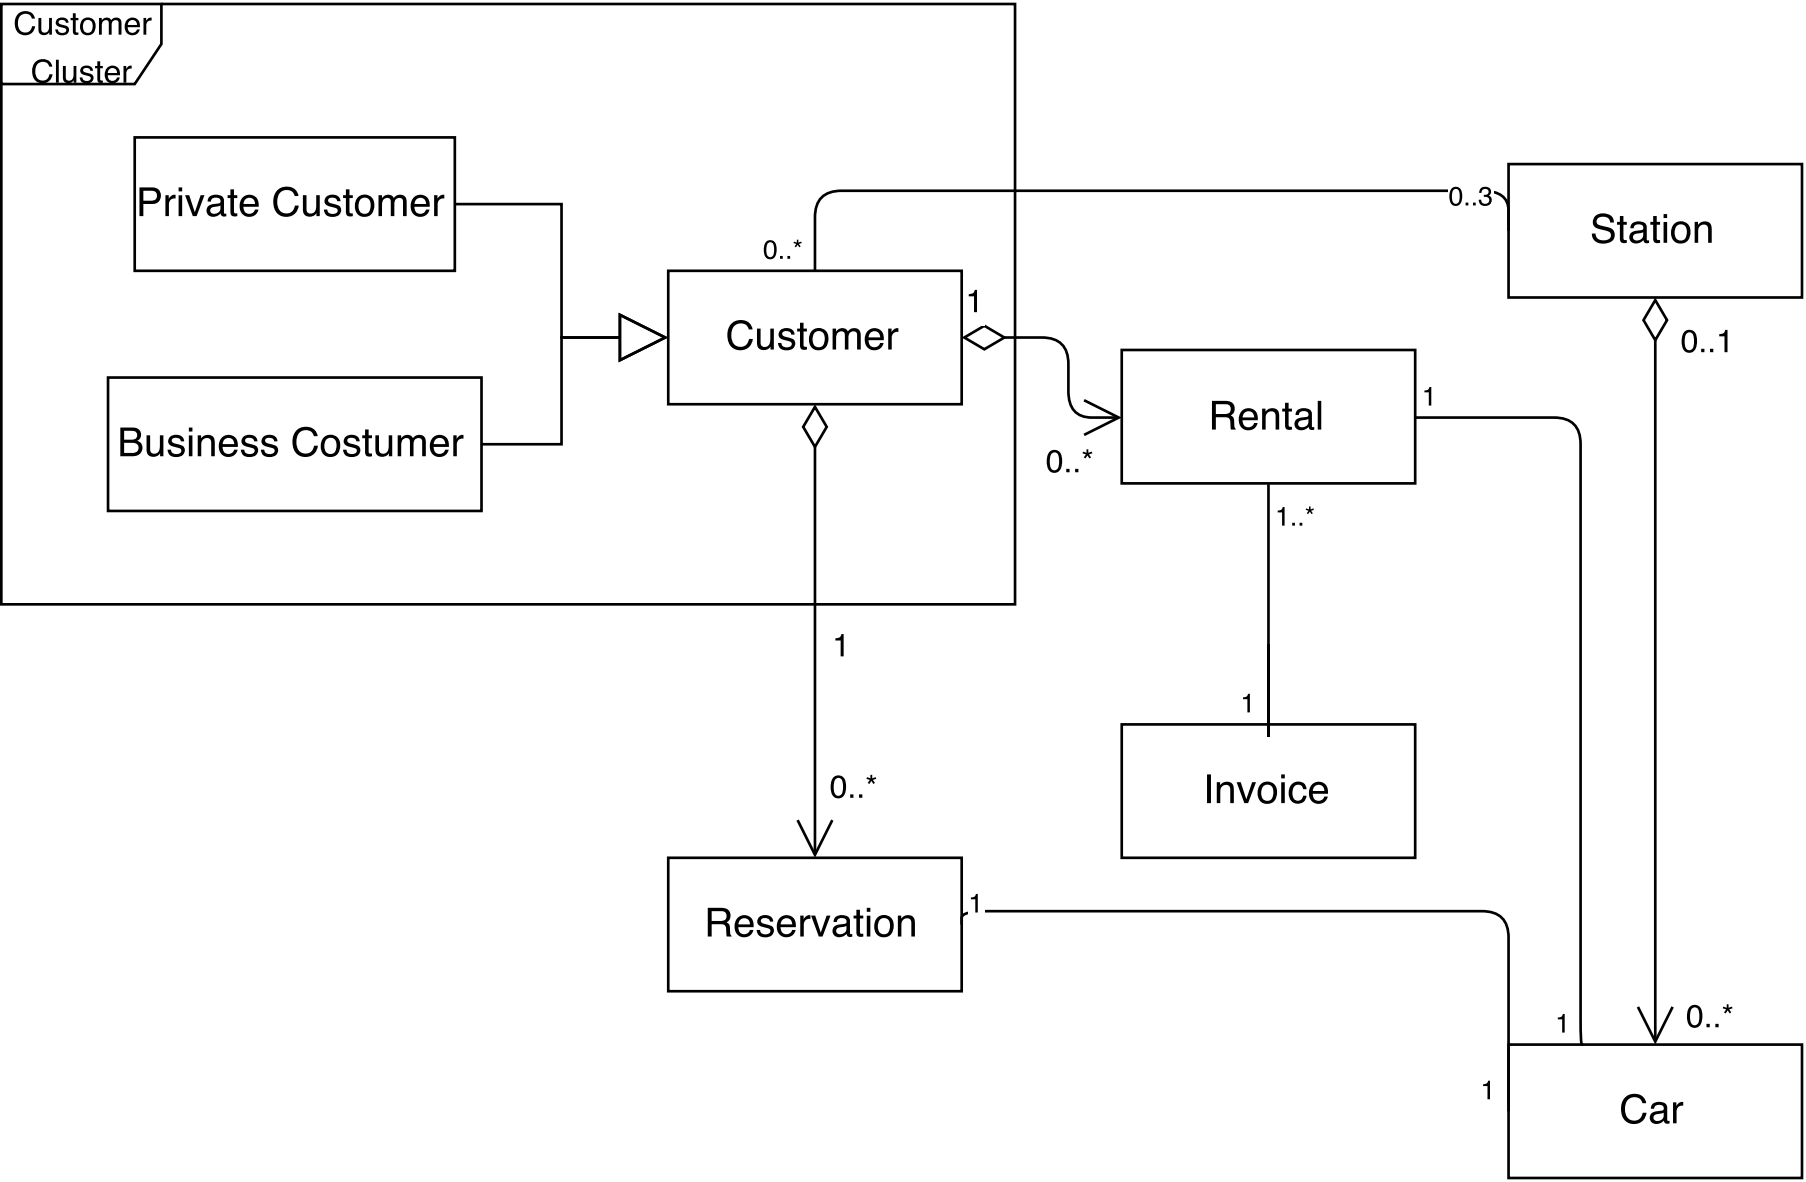 Customer
Cluster
Private Customer
0..3
Station
0..*
1
Customer
0..1
Rental
1
Business Costumer
0..*
1..*
1
1
Invoice
0..*
1
Reservation
1
0..*
1
Car